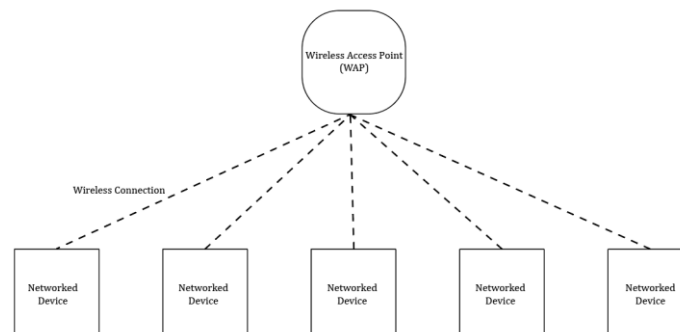 Wireless Access Point
(WAP)
Wireless Connection
Networked
Device
Networked
Device
Networked
Device
Networked
Device
Networked
Device